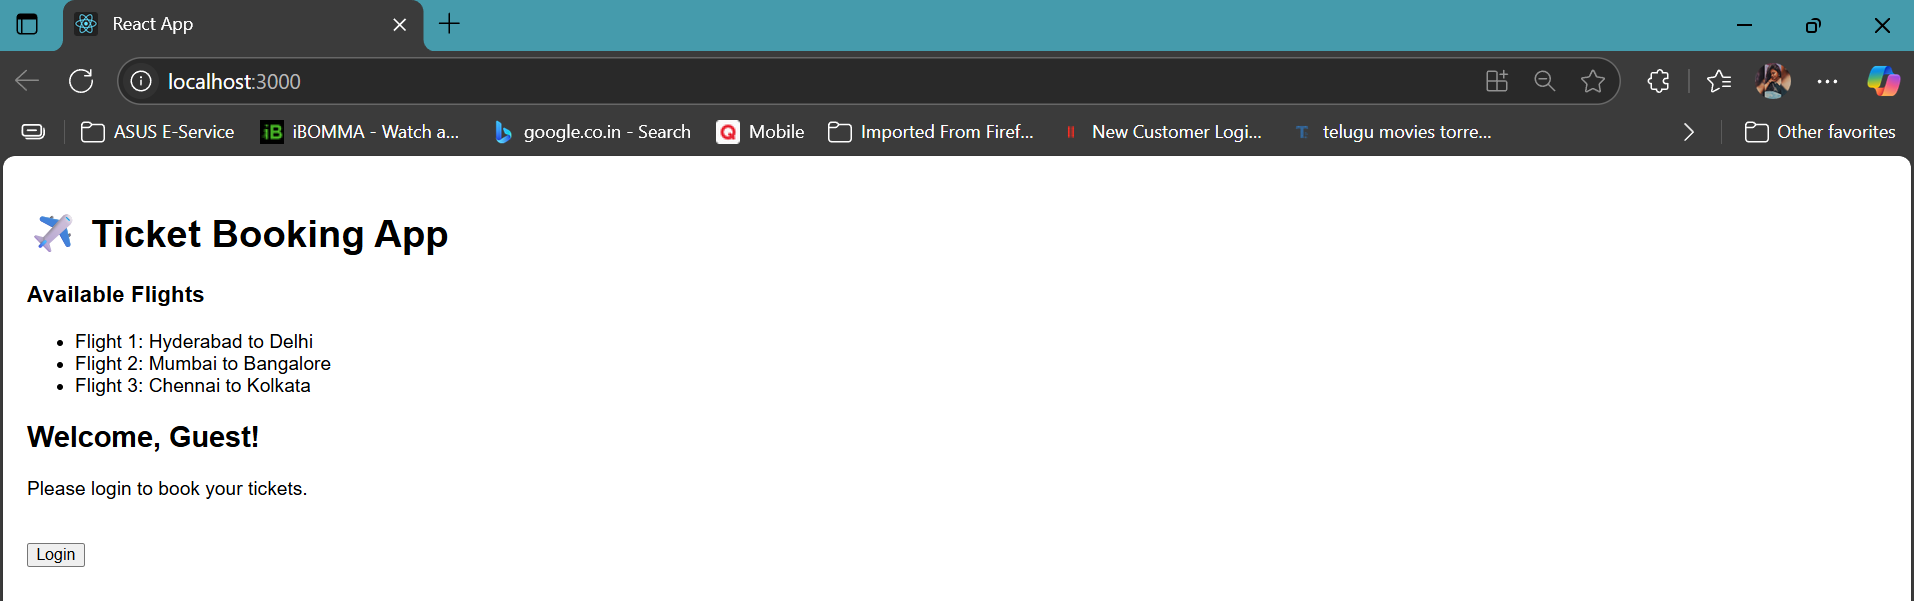 React App
localhost:3000
ASUS E-Service iB iBOMMA - Watch a... google.co.in - Search Q Mobile Imported From Firef... New Customer Logi... T telugu movies torre... Other favorites
Ticket Booking App
Available Flights
• Flight 1: Hyderabad to Delhi
• Flight 2: Mumbai to Bangalore
• Flight 3: Chennai to Kolkata
Welcome, Guest!
Please login to book your tickets.
Login